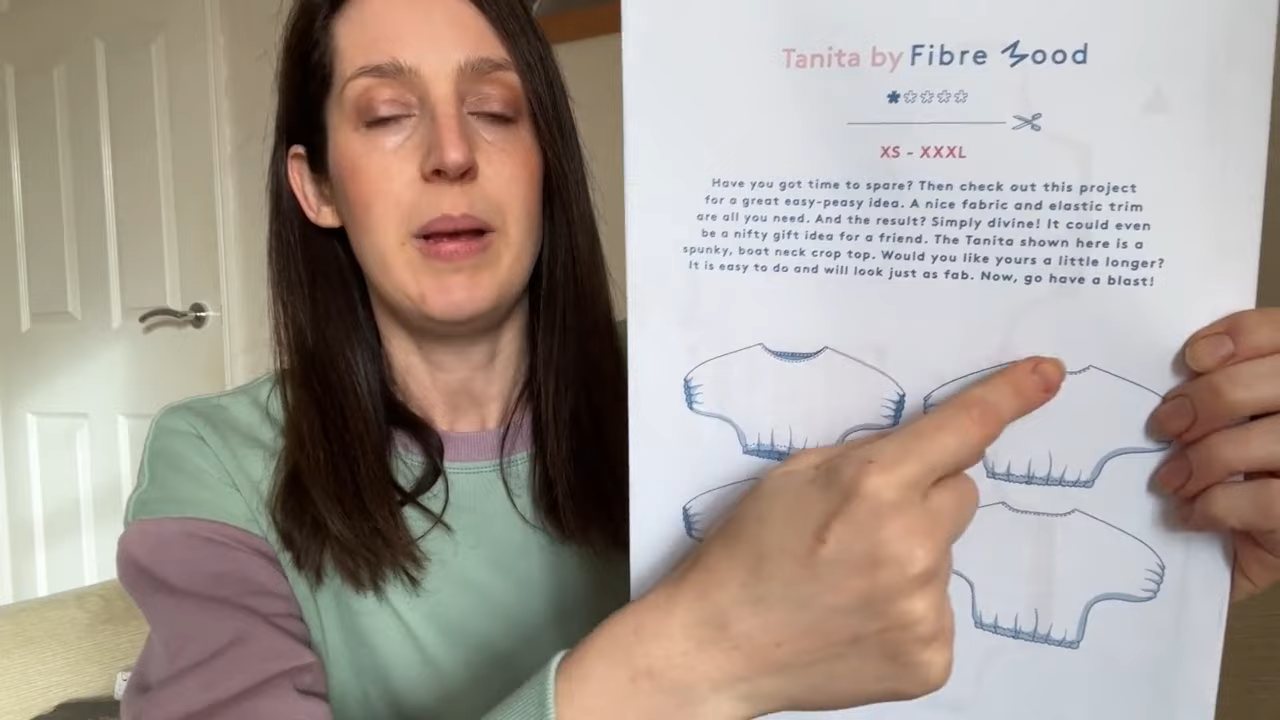 Tanita by Fibre Mood
XS - XXXL
Have you got time to spare? Then check out this project
for a great easy-peasy idea. A nice fabric and elastic trim
are all you need. And the result? Simply divine! It could even
be a nifty gift idea for a friend. The Tanita shown here is a
spunky, boat neck crop top. Would you like yours a little longer?
It is easy to do and will look just as fab. Now, go have a blast!